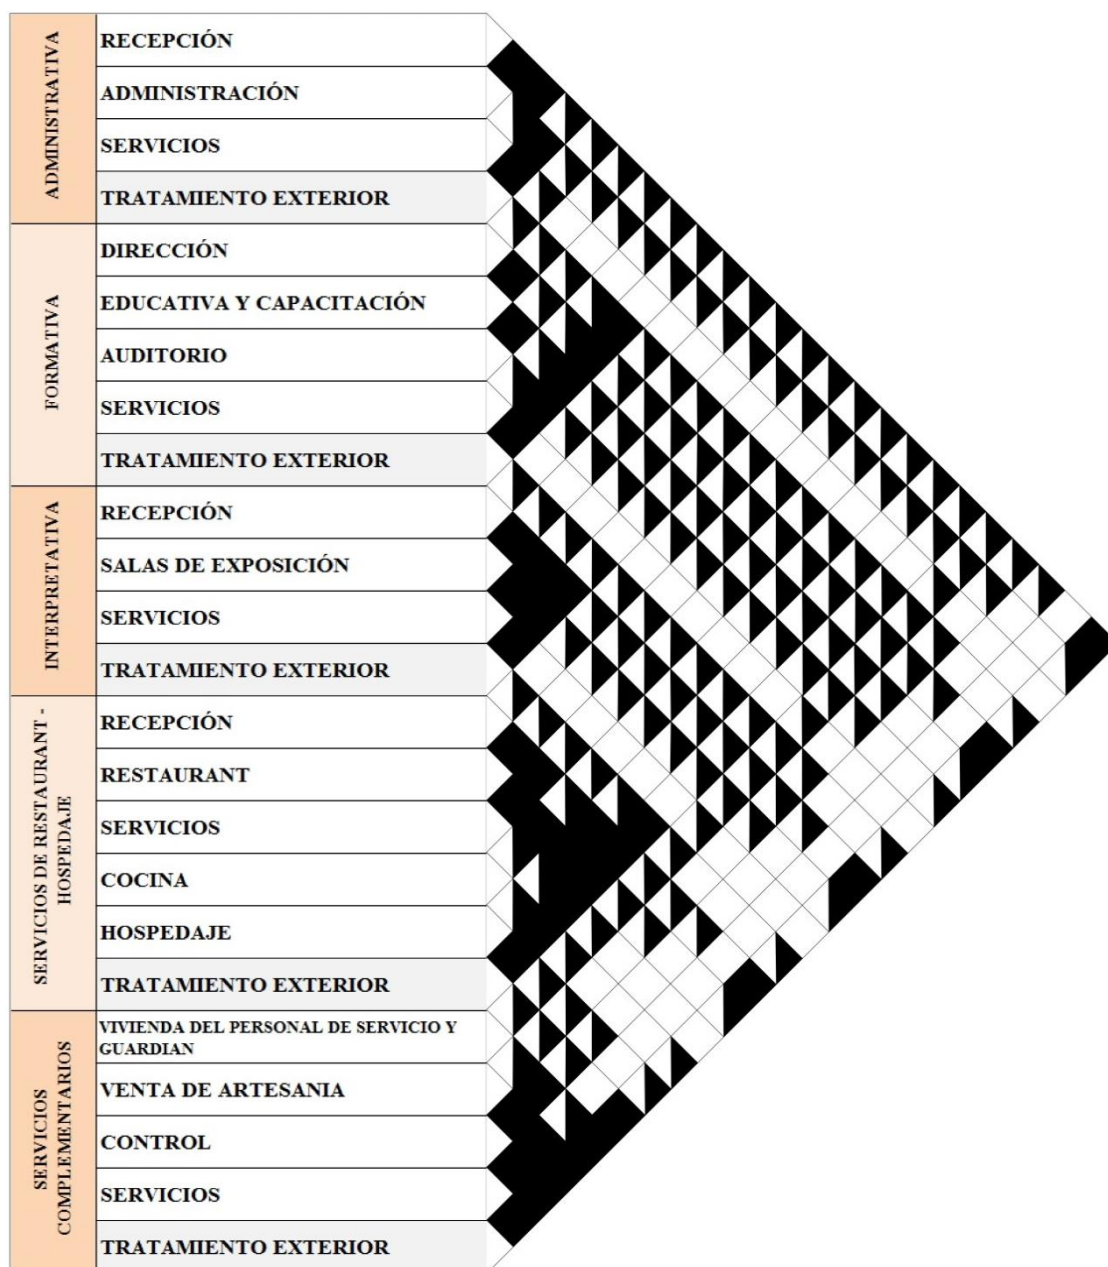 ADMINISTRATIVA
RECEPCIÓN
ADMINISTRACIÓN
SERVICIOS
TRATAMIENTO EXTERIOR
FORMATIVA
DIRECCIÓN
EDUCATIVA Y CAPACITACIÓN
AUDITORIO
SERVICIOS
TRATAMIENTO EXTERIOR
INTERPRETATIVA
RECEPCIÓN
SALAS DE EXPOSICIÓN
SERVICIOS
TRATAMIENTO EXTERIOR
SERVICIOS DE RESTAURANT -
HOSPEDAJE
RECEPCIÓN
RESTAURANT
SERVICIOS
COCINA
HOSPEDAJE
TRATAMIENTO EXTERIOR
SERVICIOS
COMPLEMENTARIOS
VIVIENDA DEL PERSONAL DE SERVICIO Y
GUARDIAN
VENTA DE ARTESANIA
CONTROL
SERVICIOS
TRATAMIENTO EXTERIOR